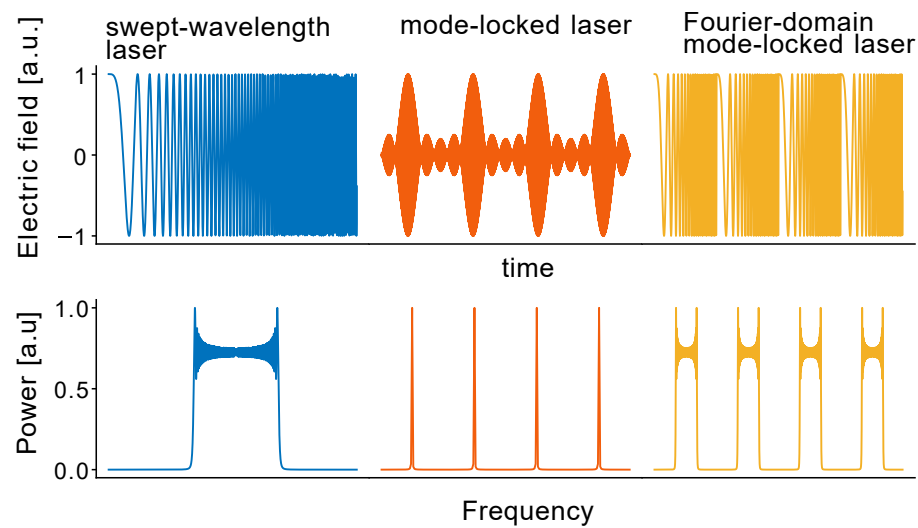 swept-wavelength
laser
mode-locked laser
Fourier-domain
mode-locked laser
Electric field [a.u.]
1
0
−1
time
Power [a.u]
1.0
0.5
0.0
Frequency